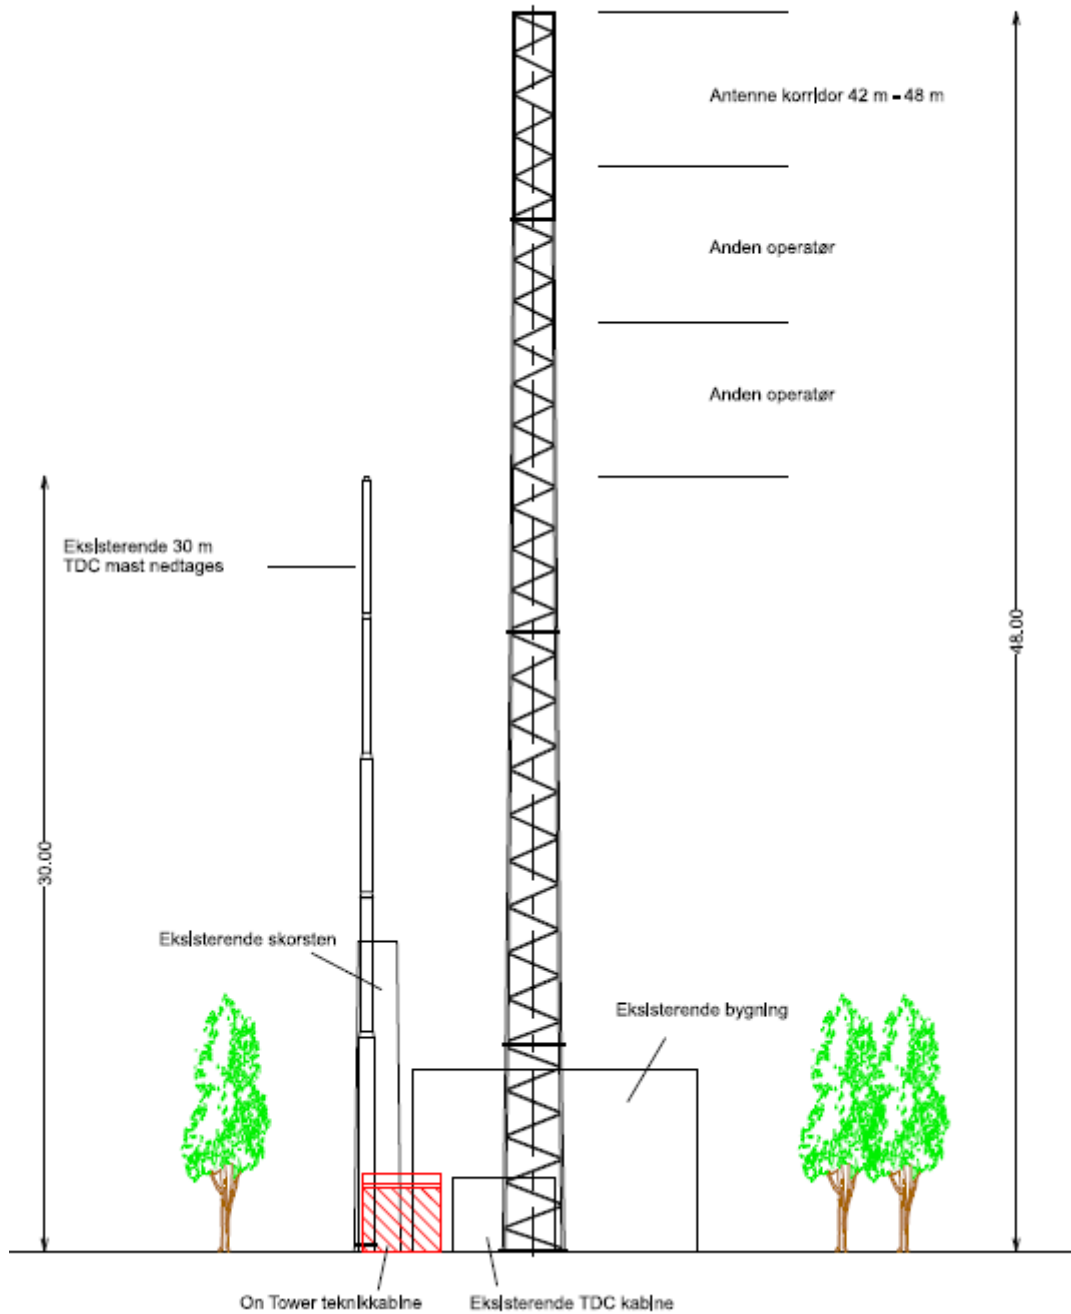 Antenne korridor 42 m - 48 m
Anden operatør
Anden operatør
Eksisterende 30 m
TDC mast nedtages
48.00
30.00
Eksisterende skorsten
Eksisterende bygning
On Tower teknikkabine
Eksisterende TDC kabine